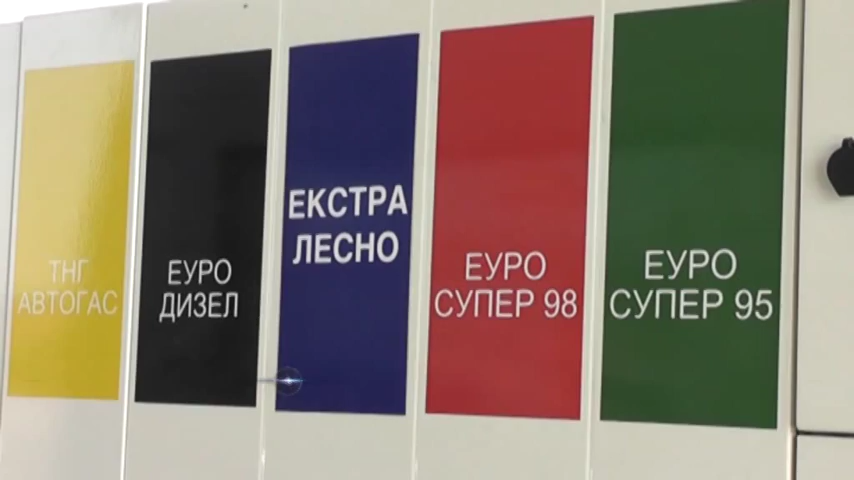 ТНГ
АВТОГАС
ЕУРО
ДИЗЕЛ
ЕКСТРА
ЛЕСНО
ЕУРО
СУПЕР 98
ЕУРО
СУПЕР 95